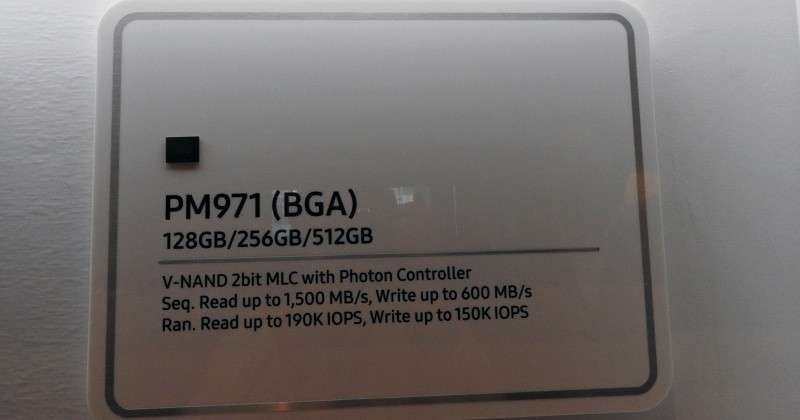 PM971 (BGA)
128GB/256GB/512GB
V-NAND 2bit MLC with Photon Controller
Seq. Read up to 1,500 MB/s, Write up to 600 MB/s
Ran. Read up to 190K IOPS, Write up to 150K IOPS